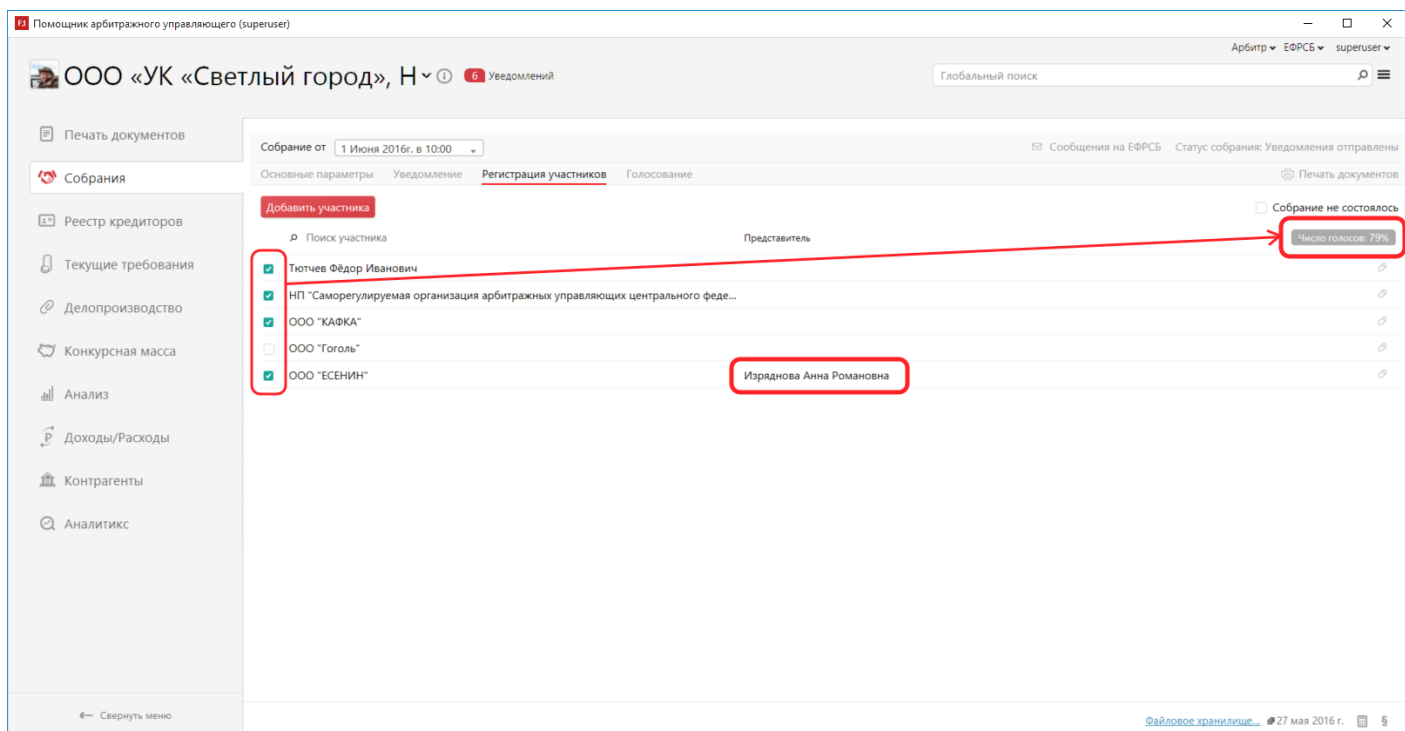 FJ Помощник арбитражного управляющего (superuser)
Арбитр ЕФРСБ superuser
ООО «УК «Светлый город», Н 6 Уведомлений Глобальный поиск
Печать документов
Собрания
Реестр кредиторов
Текущие требования
Делопроизводство
Конкурсная масса
Анализ
Доходы/Расходы
Контрагенты
Аналитикс
Свернуть меню
Собрание от 1 Июня 2016г. в 10:00 Сообщения на ЕФРСБ Статус собрания: Уведомления отправлены
Основные параметры Уведомление Регистрация участников Голосование Печать документов
Добавить участника Собрание не состоялось
Поиск участника Представитель Число голосов: 79%
Тютчев Фёдор Иванович
НП "Саморегулируемая организация арбитражных управляющих центрального феде...
ООО "КАФКА"
ООО "Гоголь"
ООО "ЕСЕНИН" Изряднова Анна Романовна
Файловое хранилище... 27 мая 2016 г. §